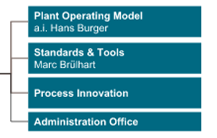 Plant Operating Model
a.i. Hans Burger
Standards & Tools
Marc Brülhart
Process Innovation
Administration Office